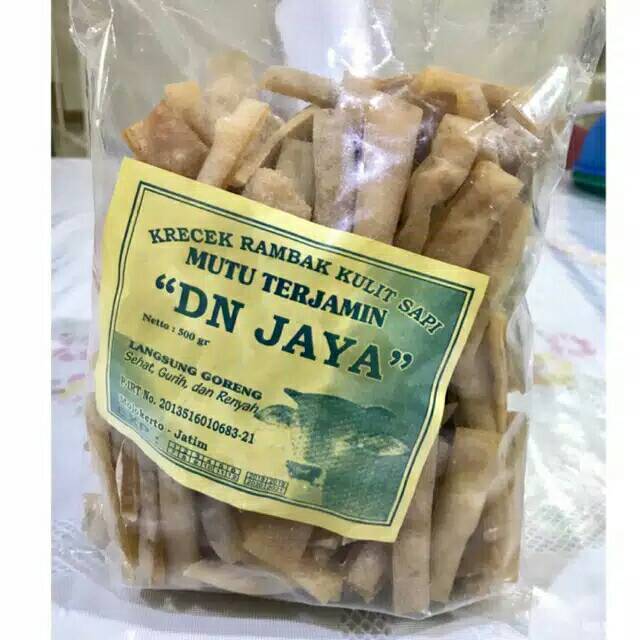 KRECEK RAMBAK KULIT SAPI
MUTU TERJAMIN
"DN JAYA"
Netto : 500 gr
LANGSUNG GORENG
Sehat, Gurih, dan Renyah
P.IRT No. 2013516010683-21
Mojokerto - Jatim